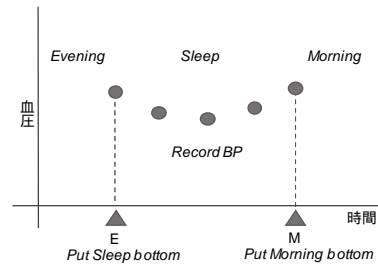 Evening Sleep Morning
血圧
Record BP
時間
E M
Put Sleep bottom Put Morning bottom